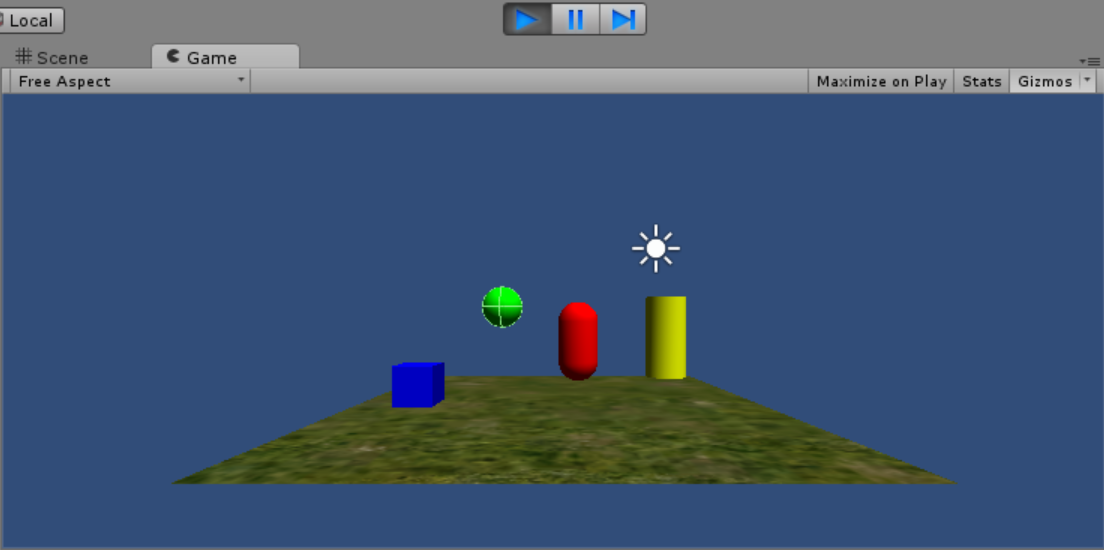 Local
Scene
Game
Free Aspect
Maximize on Play
Stats
Gizmos